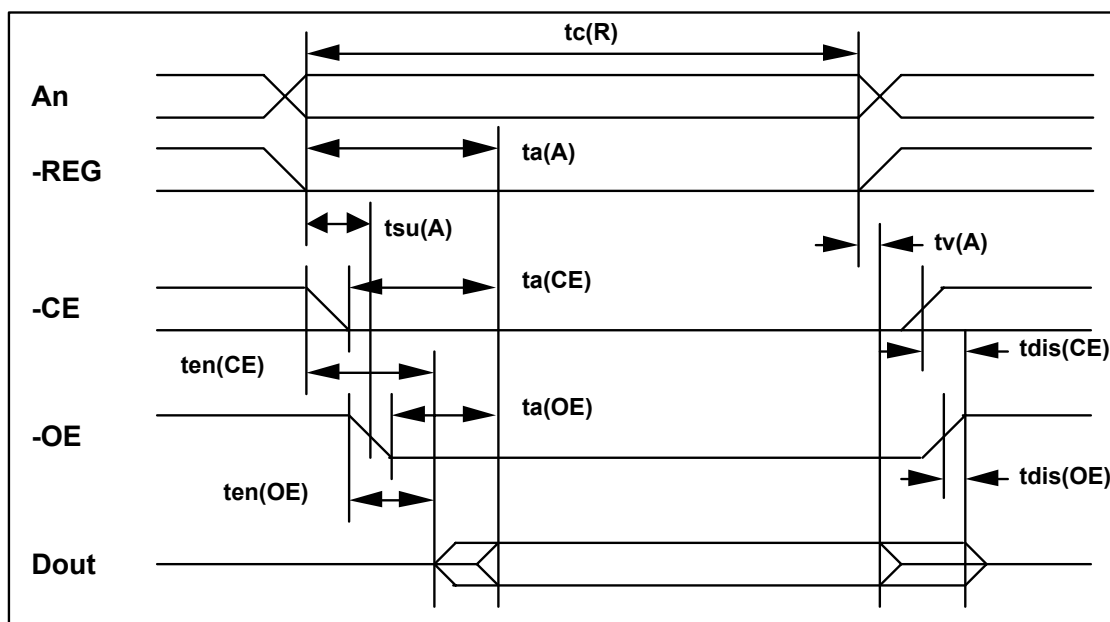 tc(R)
An
ta(A)
-REG
tsu(A)
tv(A)
ta(CE)
-CE
tdis(CE)
ten(CE)
ta(OE)
-OE
tdis(OE)
ten(OE)
Dout